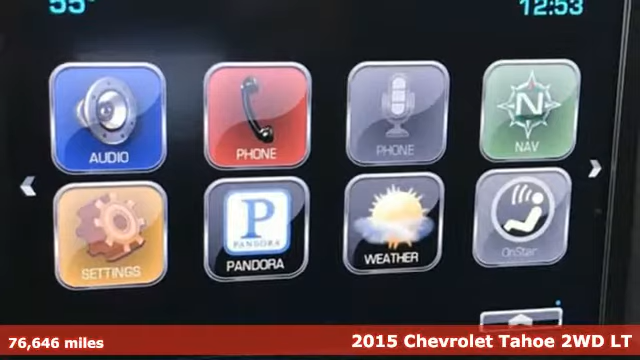 55°
12:53
AUDIO
PHONE
PHONE
NAV
N
SETTINGS
P
PANDORA
PANDORA
WEATHER
OnStar
76,646 miles
2015 Chevrolet Tahoe 2WD LT